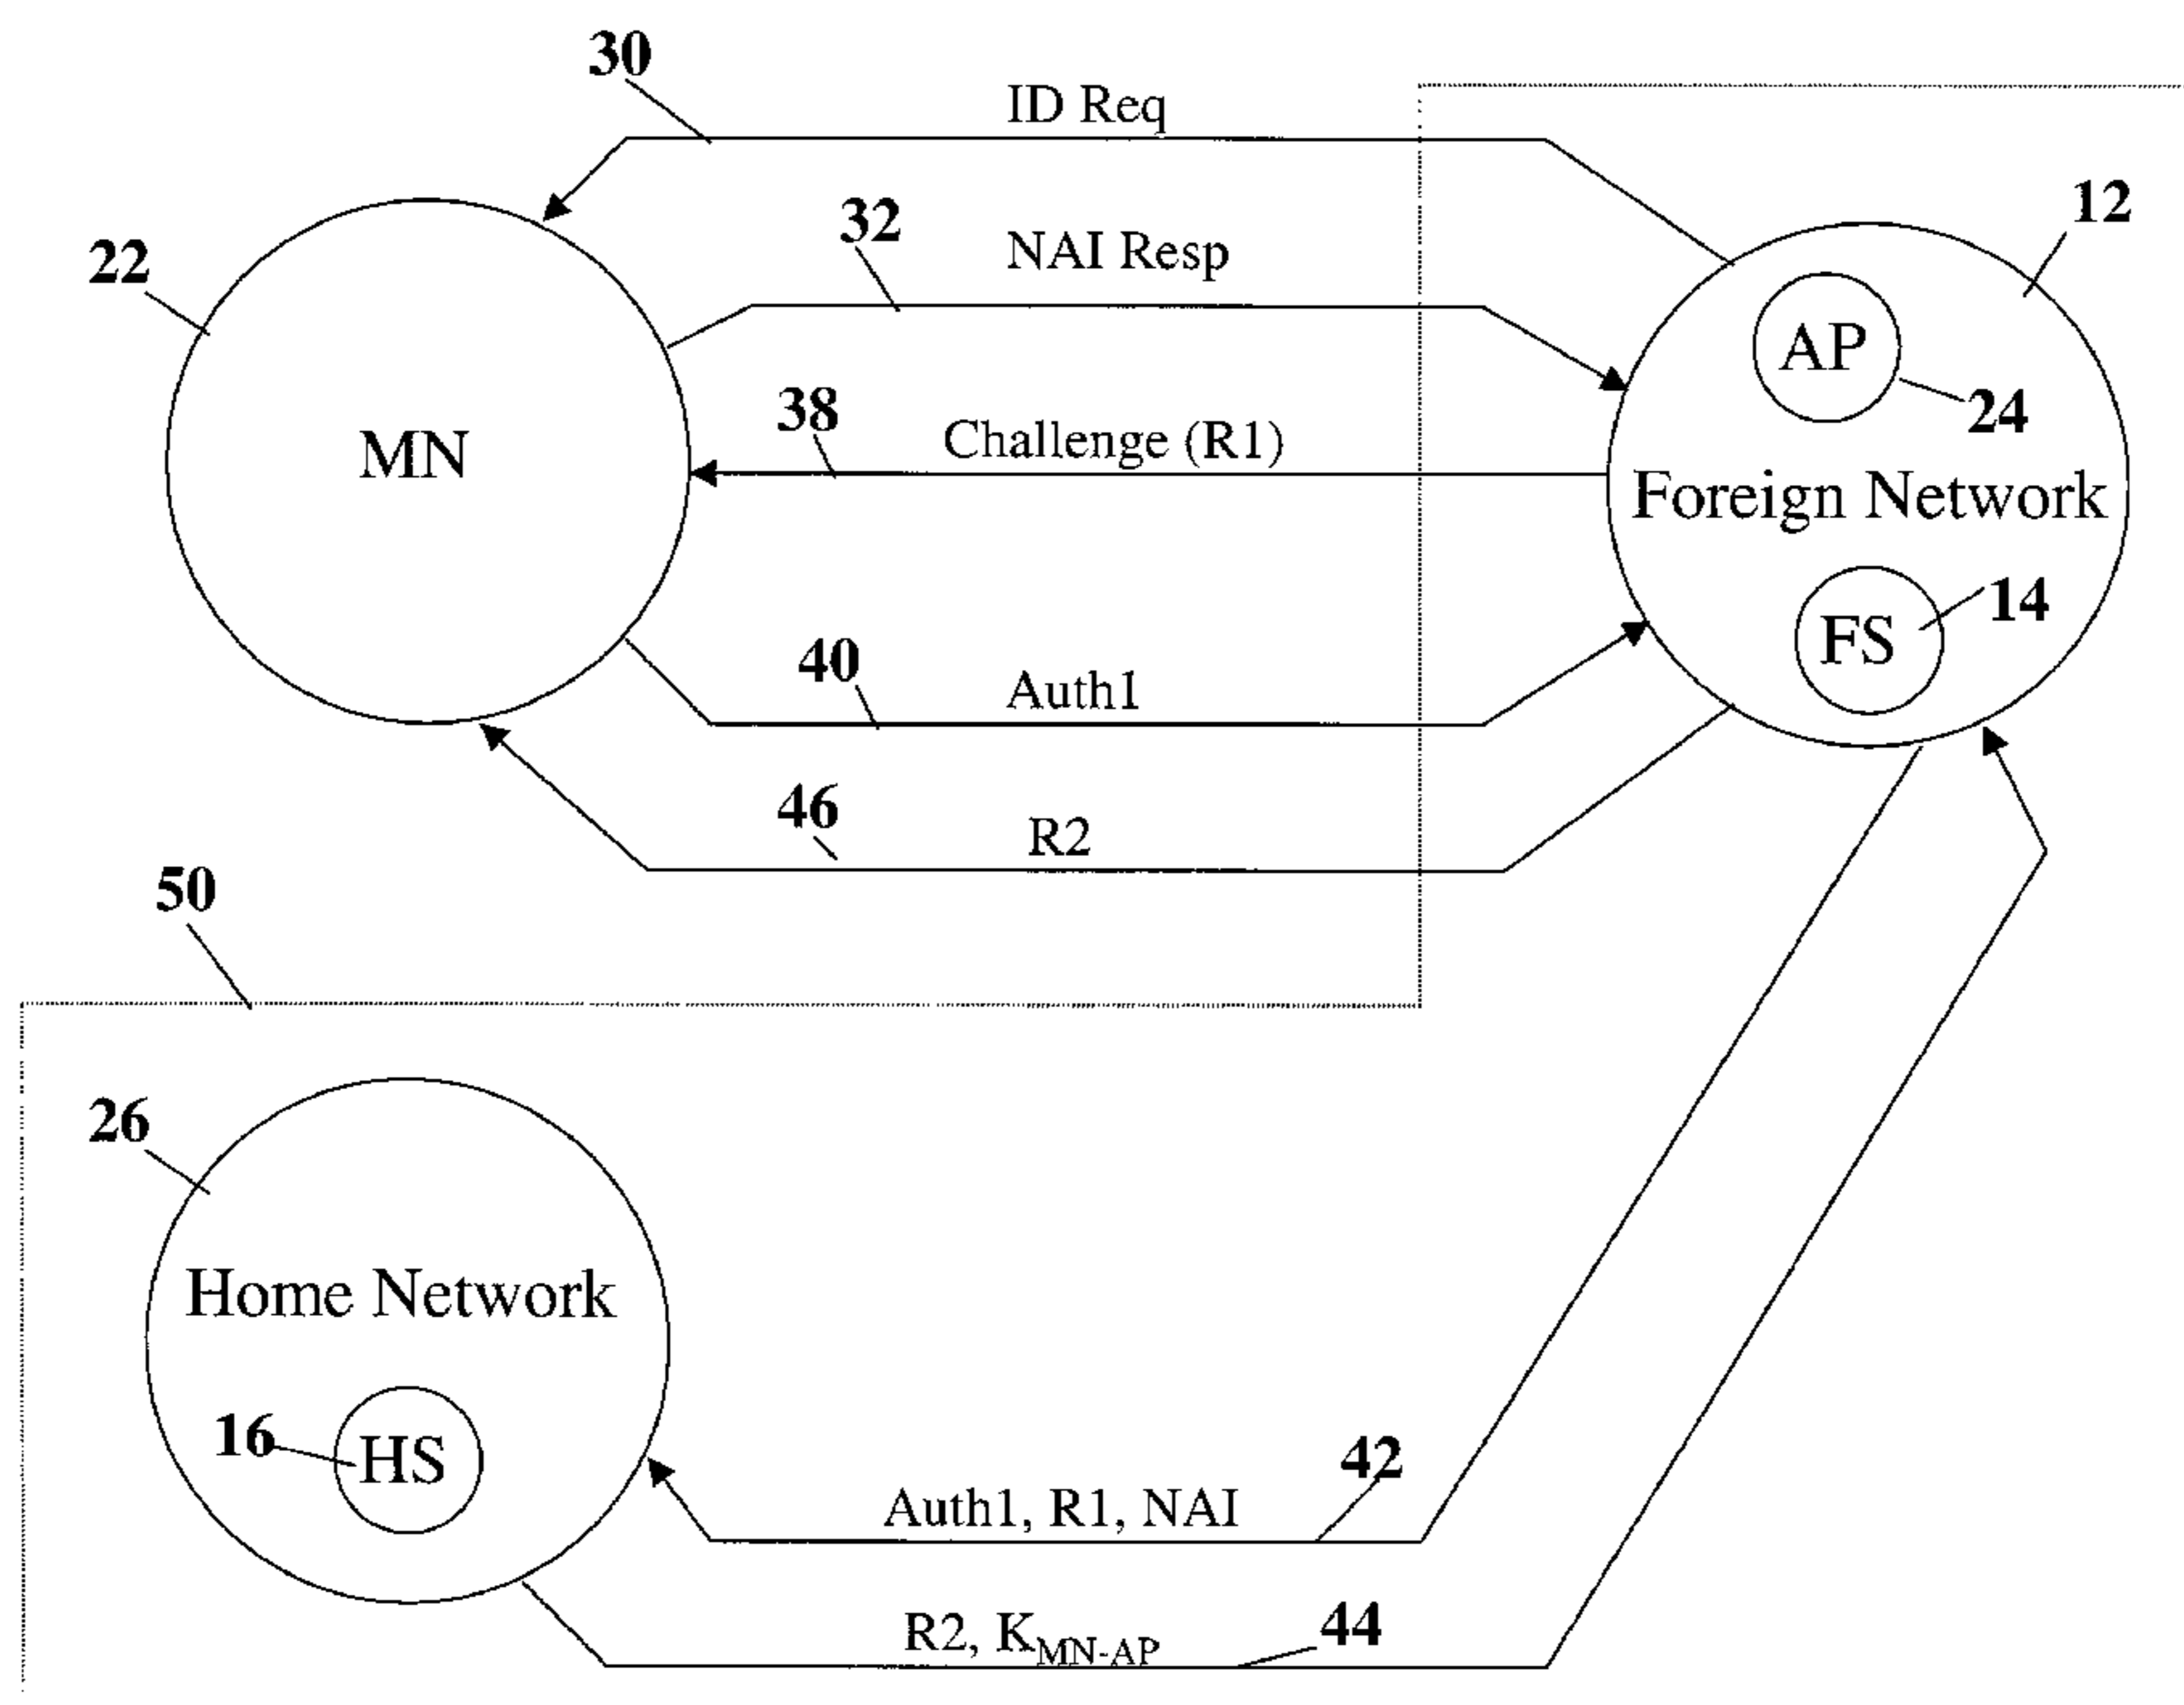 30
ID Req
12
32
NAI Resp
22
AP
24
38
Challenge (R1)
MN
Foreign Network
14
FS
40
Auth1
46
R2
50
26
Home Network
16
HS
42
Auth1, R1, NAI
44
R2, K_MN-AP